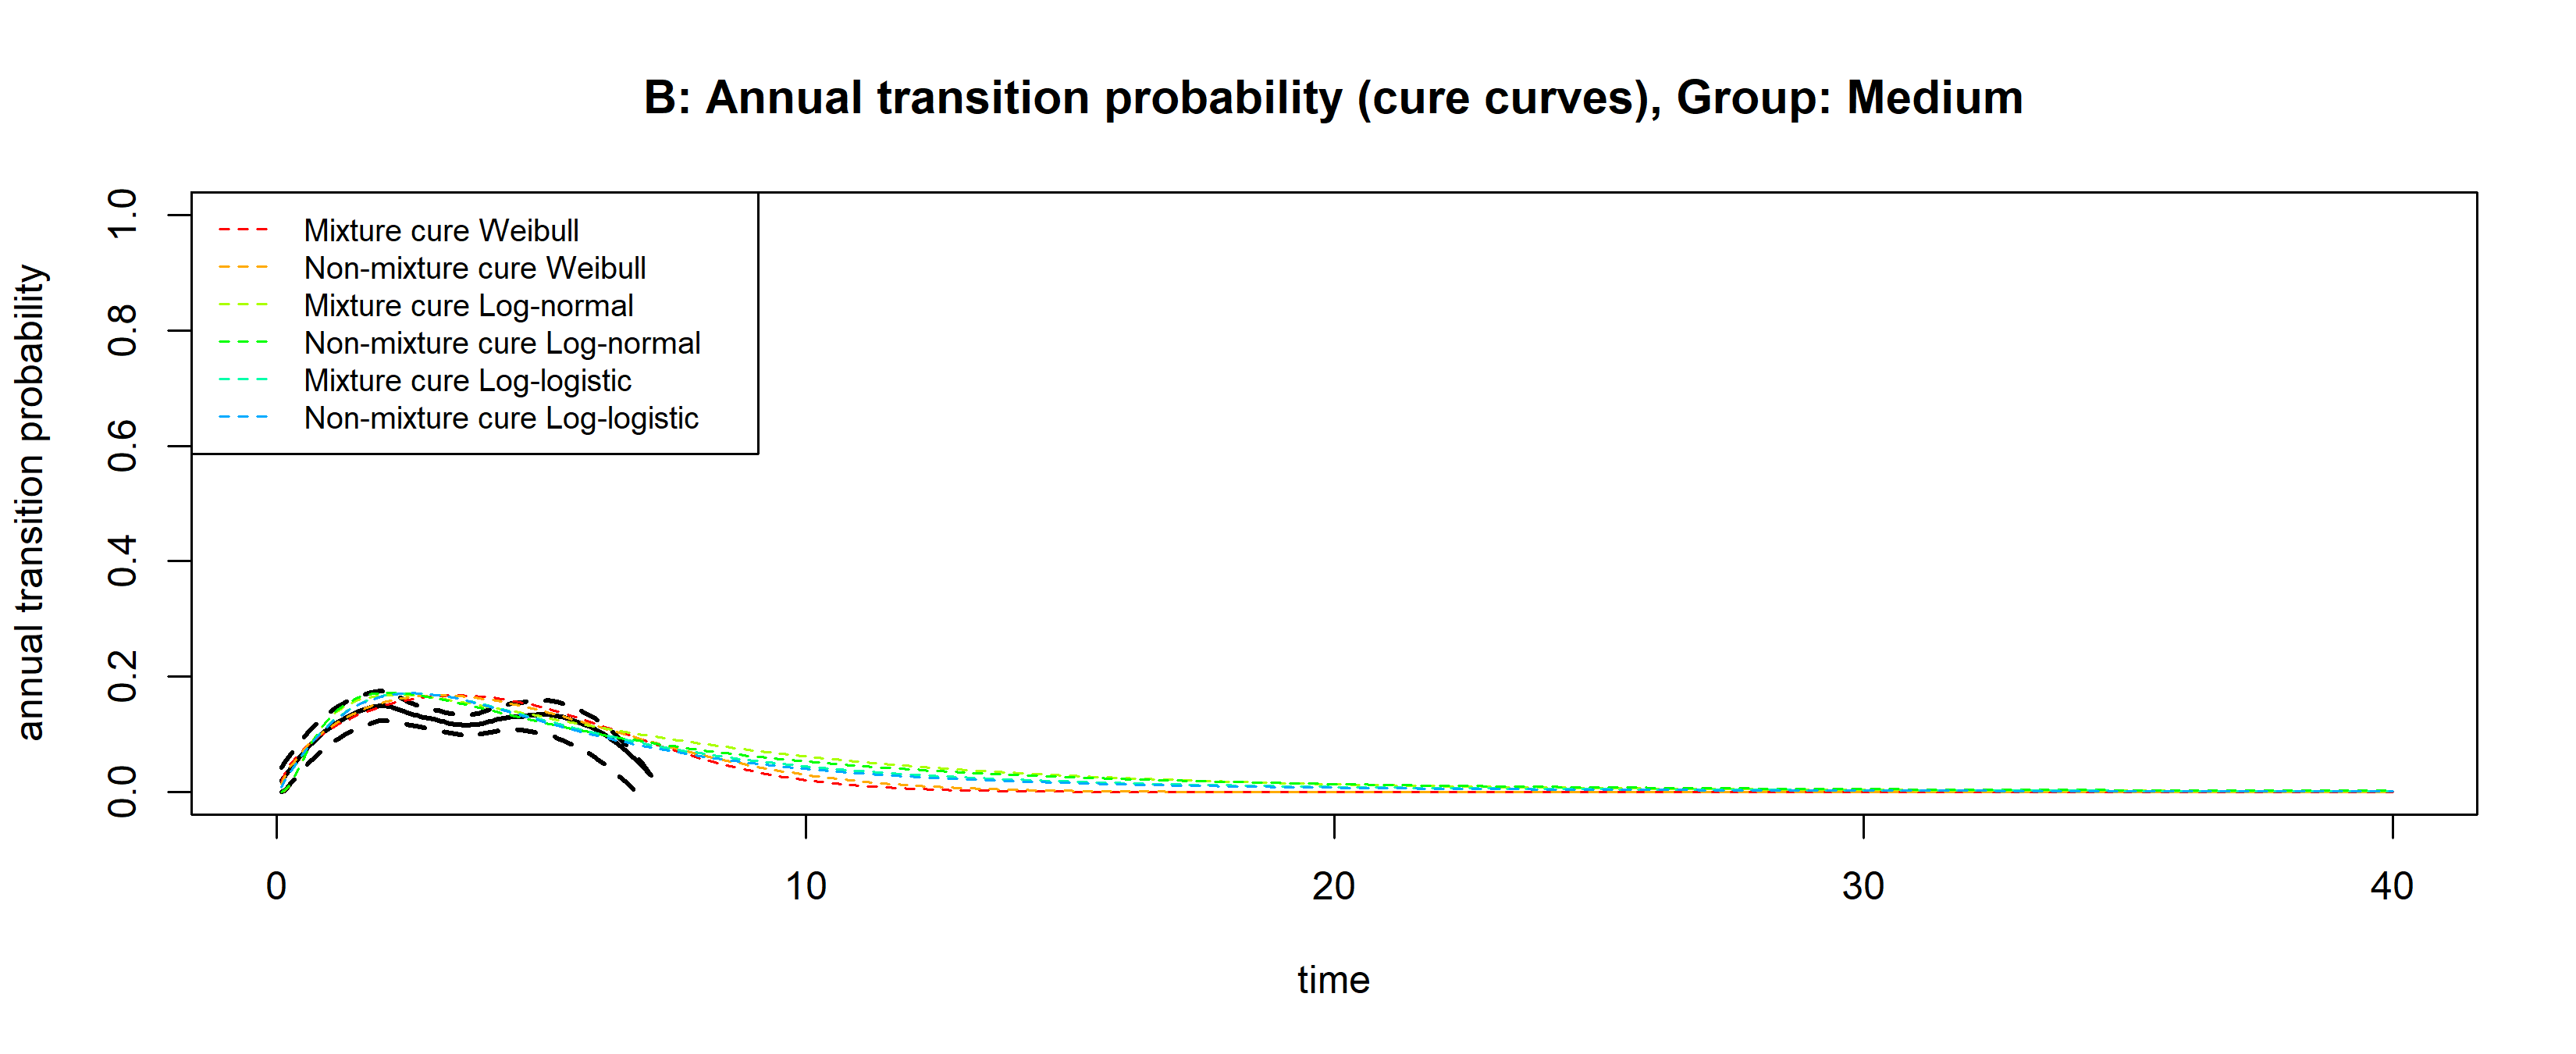 B: Annual transition probability (cure curves), Group: Medium
annual transition probability
1.0
0.8
0.6
0.4
0.2
0.0
Mixture cure Weibull
Non-mixture cure Weibull
Mixture cure Log-normal
Non-mixture cure Log-normal
Mixture cure Log-logistic
Non-mixture cure Log-logistic
0 10 20 30 40
time